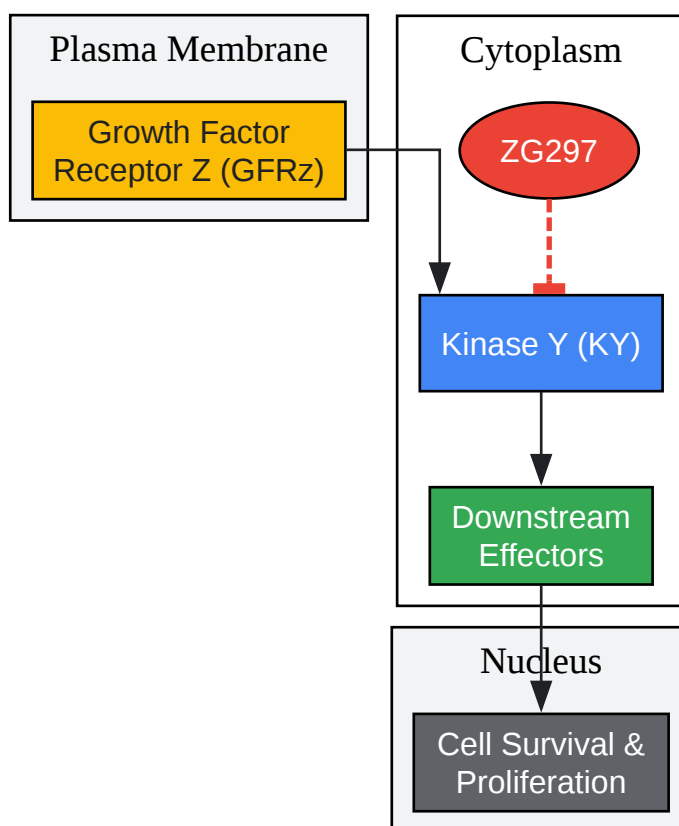 Plasma Membrane
Growth Factor
Receptor Z (GFRz)
Cytoplasm
ZG297
Kinase Y (KY)
Downstream
Effectors
Nucleus
Cell Survival &
Proliferation